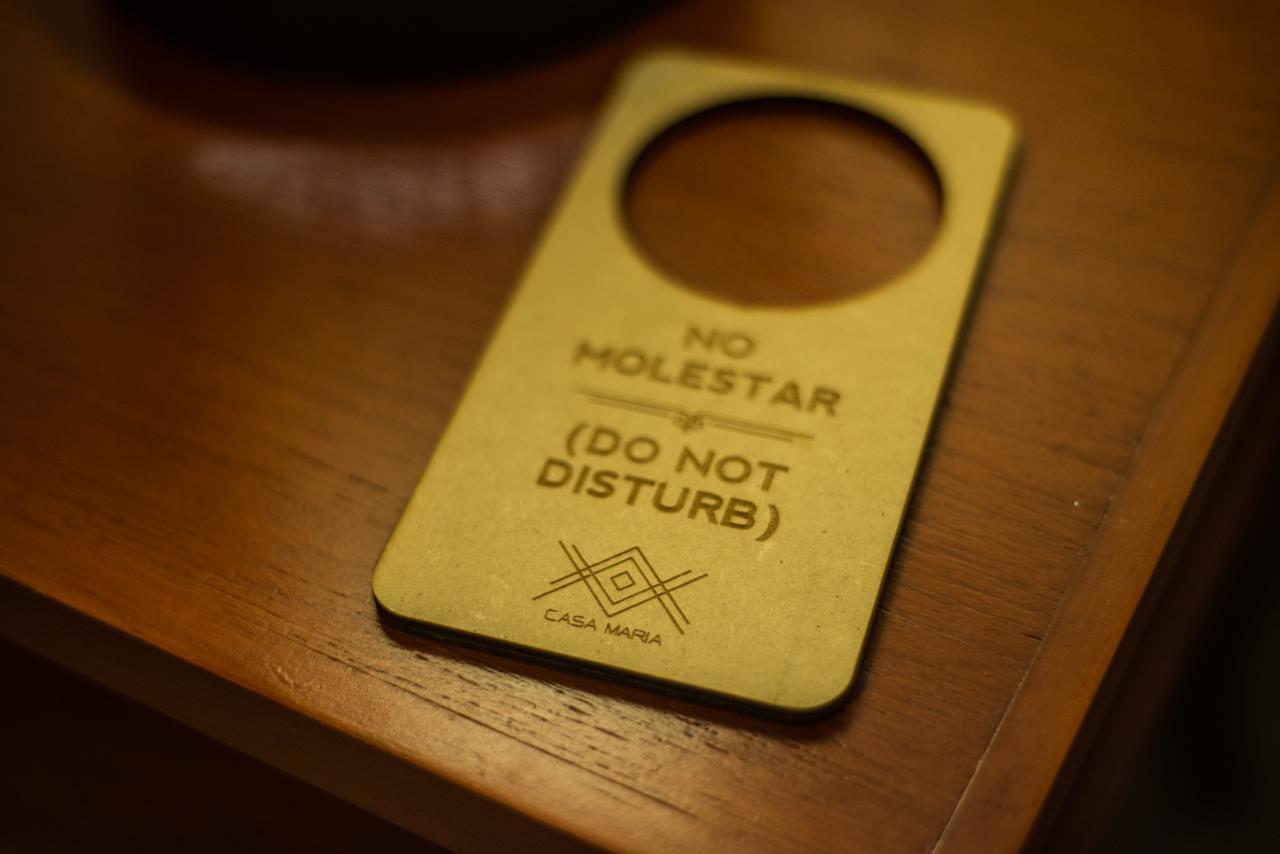 NO
MOLESTAR
(DO NOT
DISTURB)
CASA MARIA